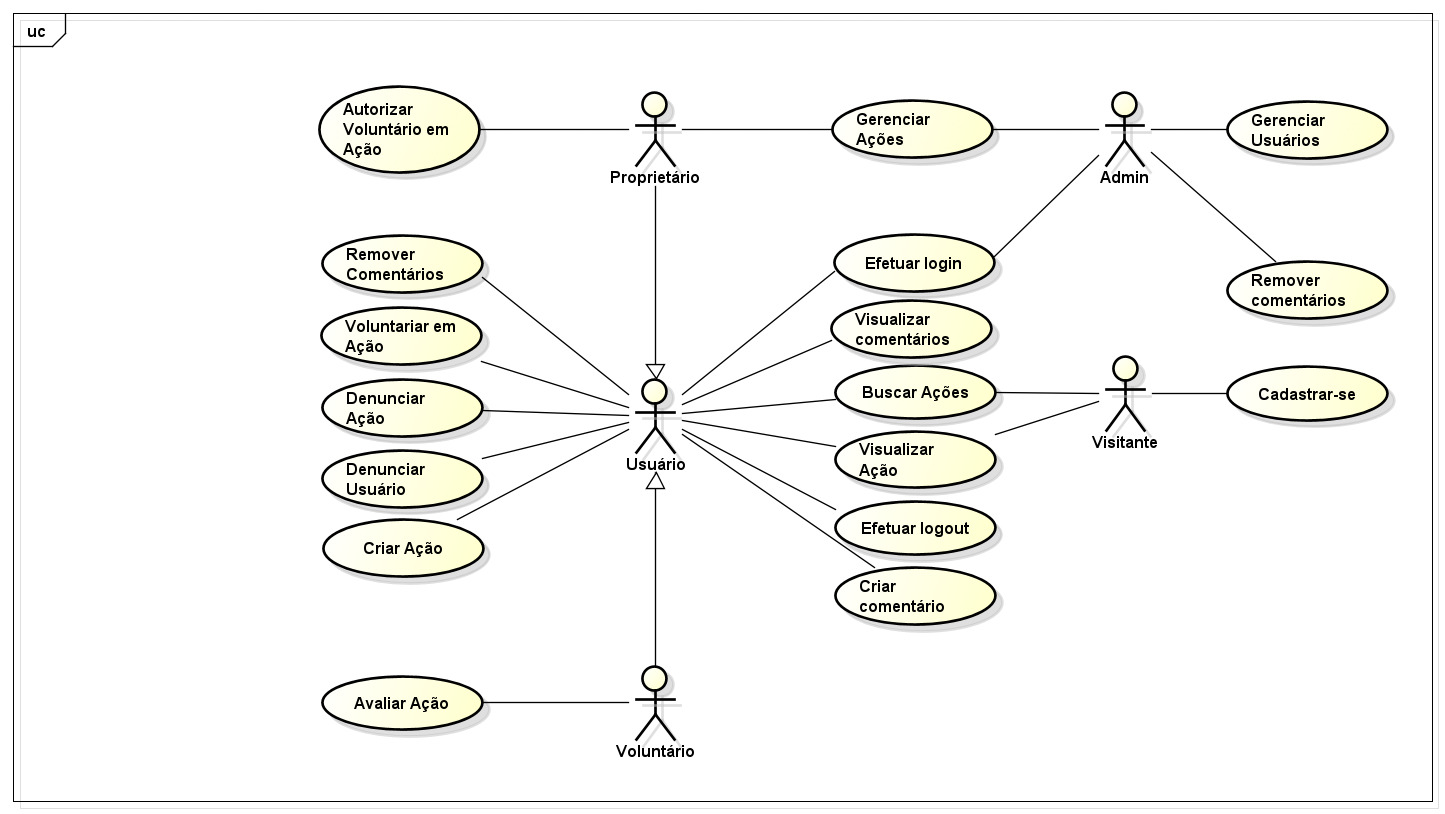 uc
Autorizar
Voluntário em
Ação
Proprietário
Gerenciar
Ações
Admin
Gerenciar
Usuários
Remover
Comentários
Efetuar login
Remover
comentários
Voluntariar em
Ação
Visualizar
comentários
Denunciar
Ação
Buscar Ações
Visitante
Cadastrar-se
Denunciar
Usuário
Usuário
Visualizar
Ação
Criar Ação
Efetuar logout
Criar
comentário
Avaliar Ação
Voluntário